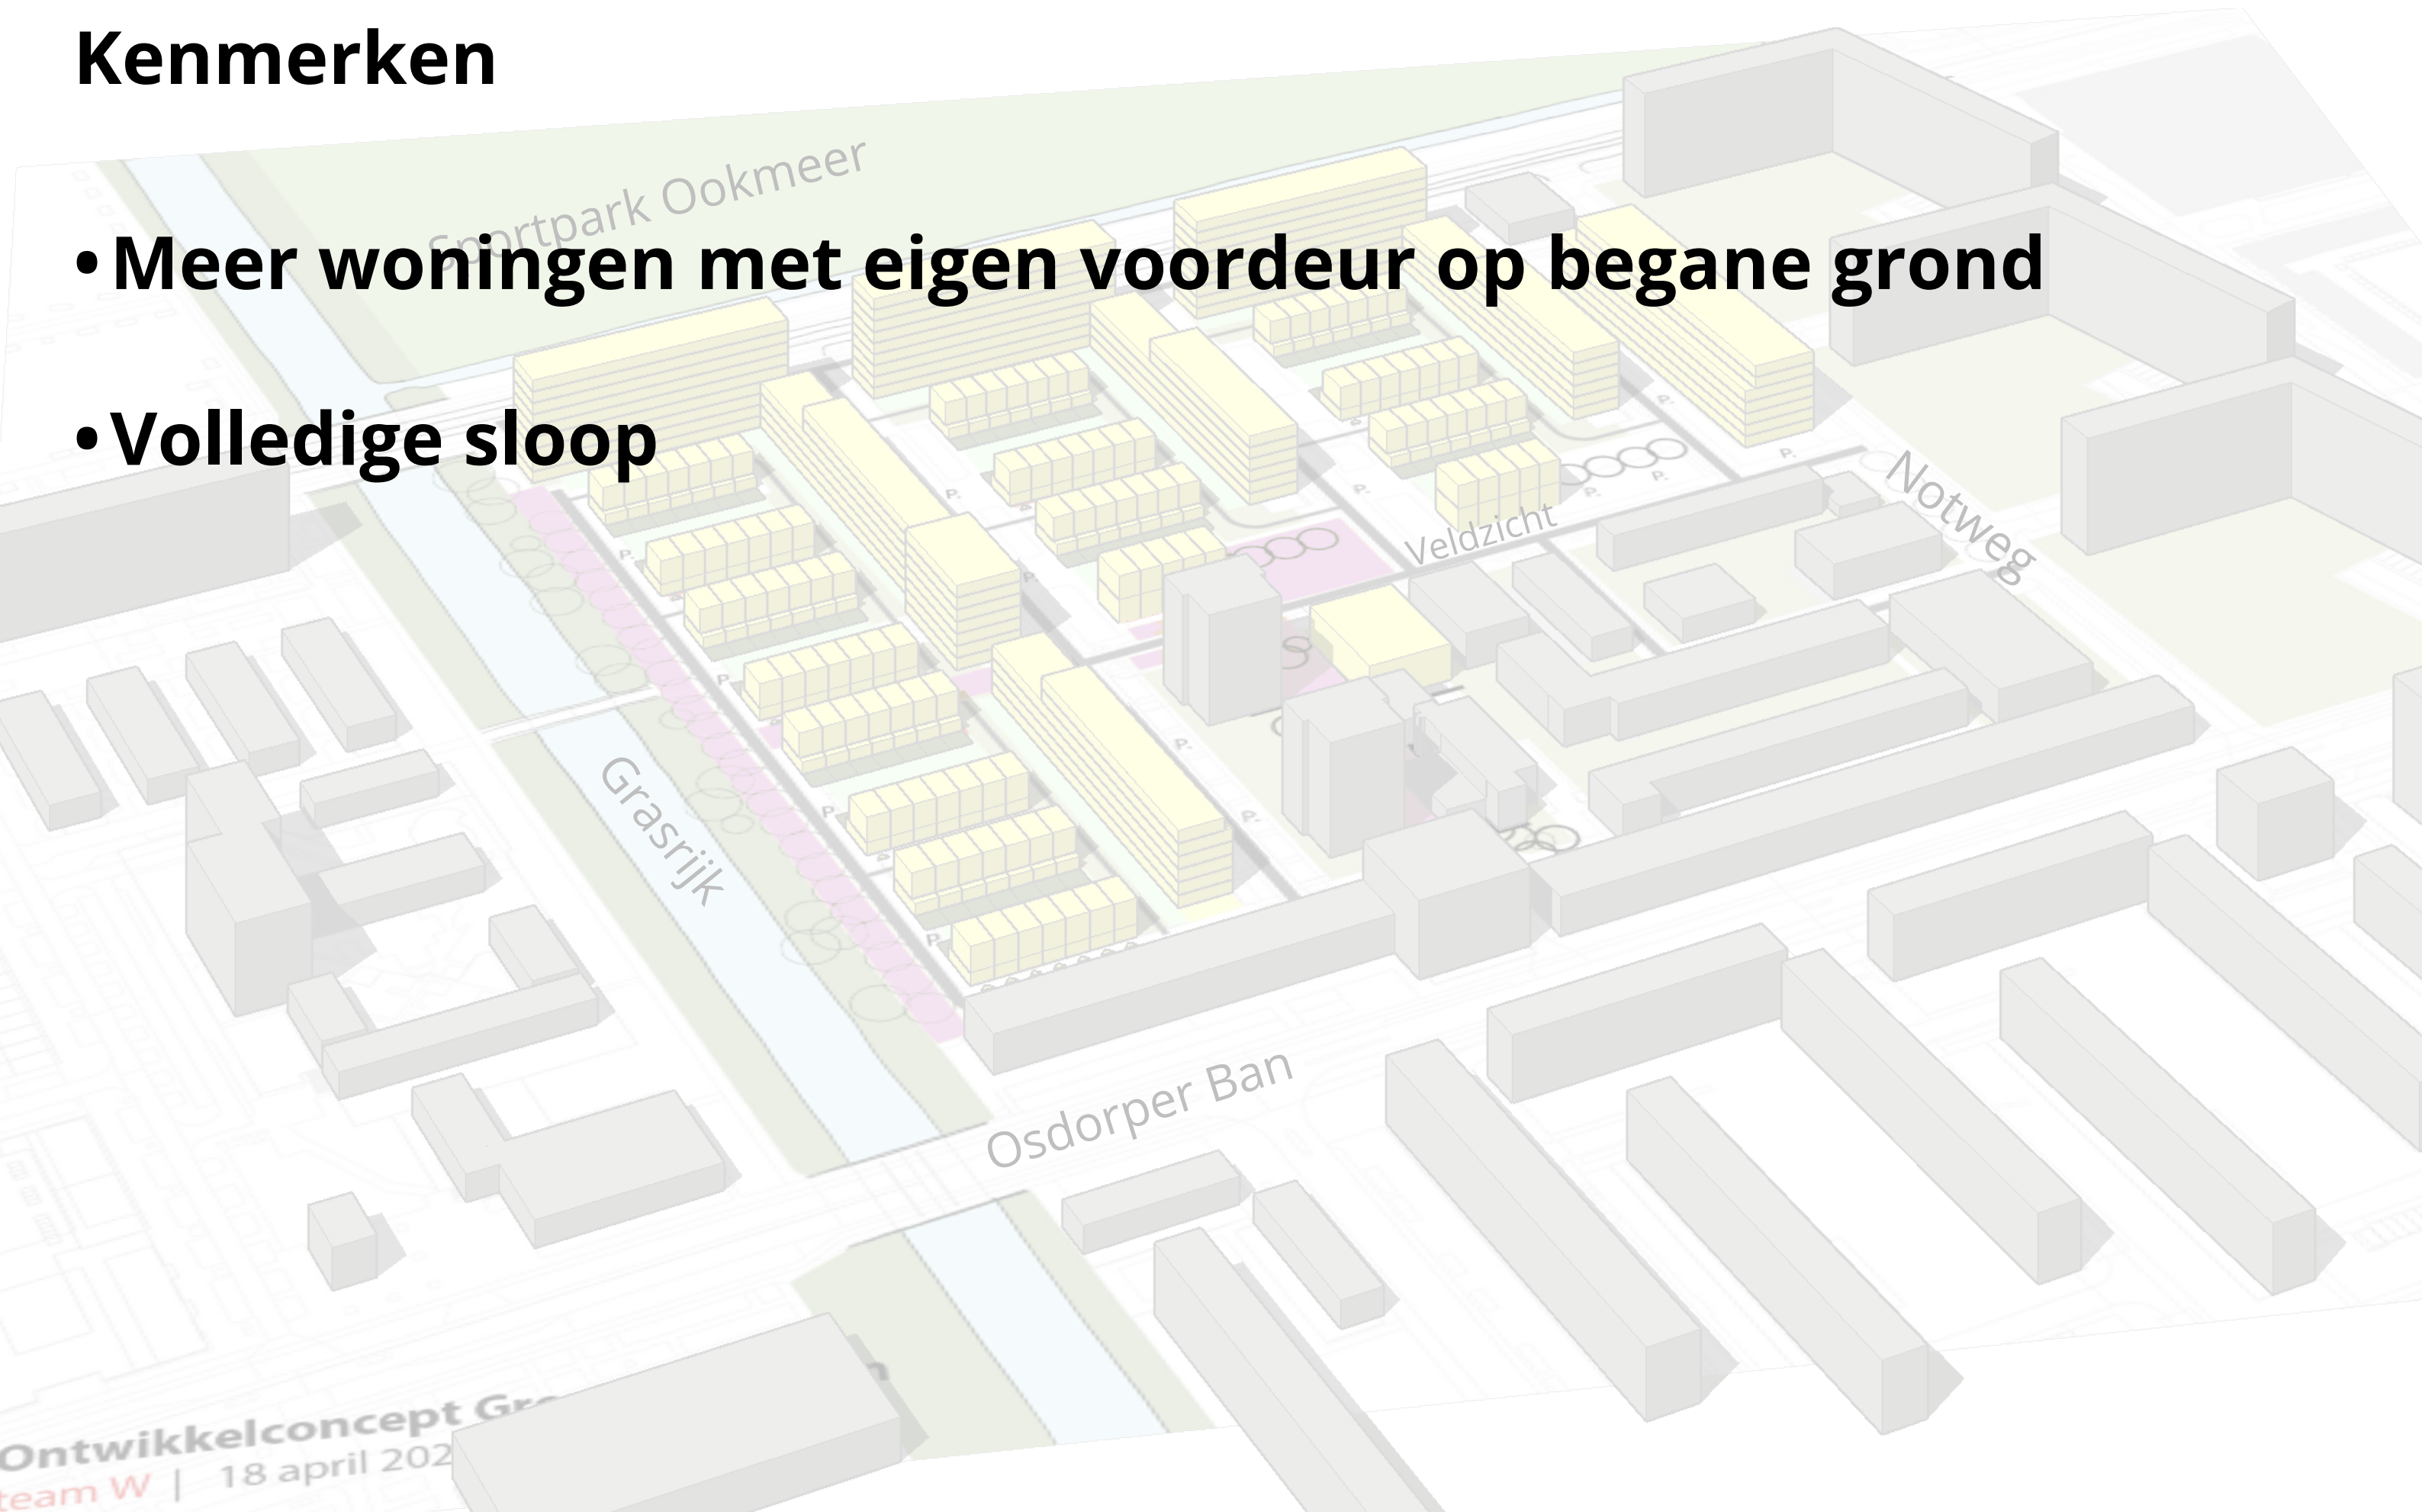 Kenmerken
Sportpark Ookmeer
• Meer woningen met eigen voordeur op begane grond
• Volledige sloop
Notweg
Veldzicht
Grasrijk
Osdorper Ban
Ontwikkelconcept
team W | 18 april